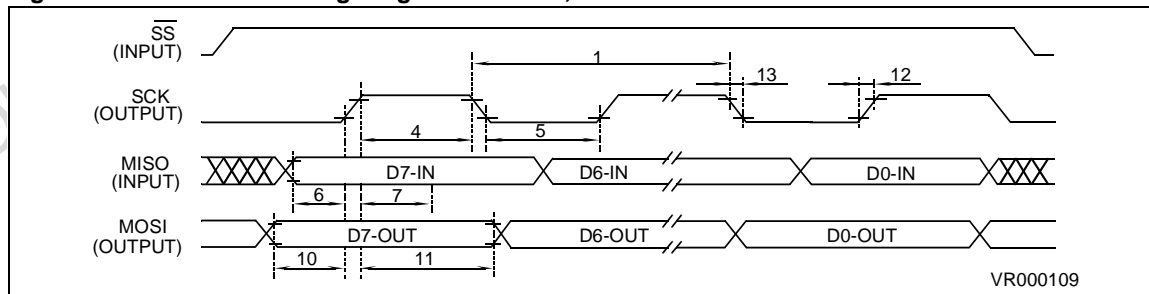 SS
(INPUT)
1
13
12
SCK
(OUTPUT)
4
5
MISO
(INPUT)
D7-IN
D6-IN
D0-IN
6
7
MOSI
(OUTPUT)
D7-OUT
D6-OUT
D0-OUT
10
11
VR000109